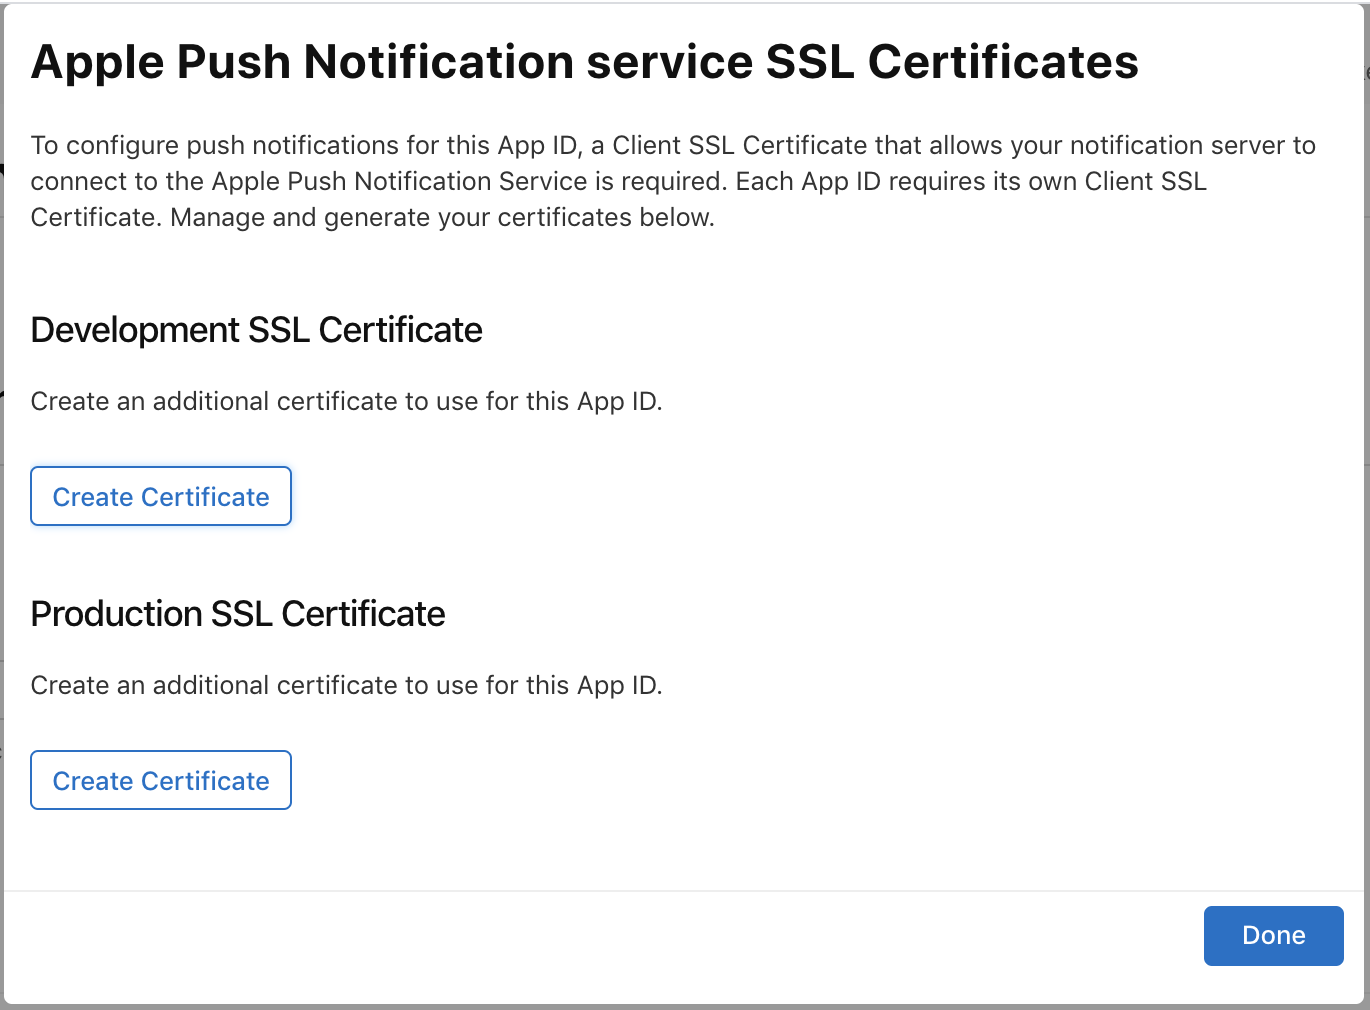 Apple Push Notification service SSL Certificates
To configure push notifications for this App ID, a Client SSL Certificate that allows your notification server to
connect to the Apple Push Notification Service is required. Each App ID requires its own Client SSL
Certificate. Manage and generate your certificates below.
Development SSL Certificate
Create an additional certificate to use for this App ID.
Create Certificate
Production SSL Certificate
Create an additional certificate to use for this App ID.
Create Certificate
Done